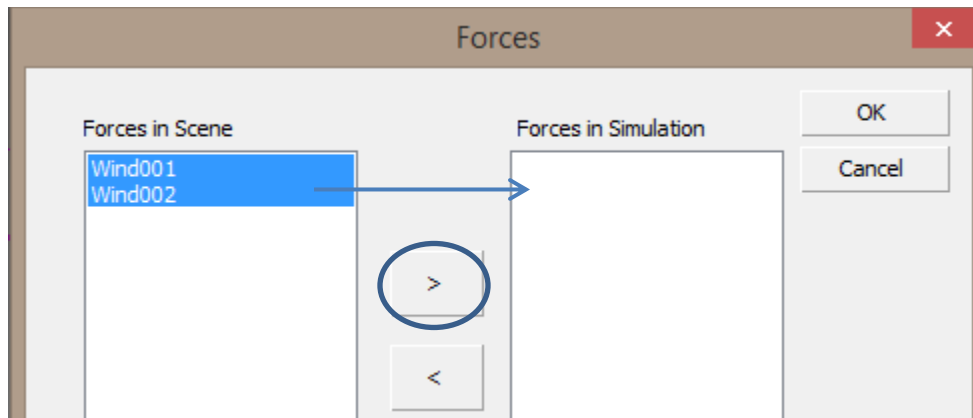 Forces
×
Forces in Scene
Forces in Simulation
OK
Cancel
Wind001
Wind002
>
<